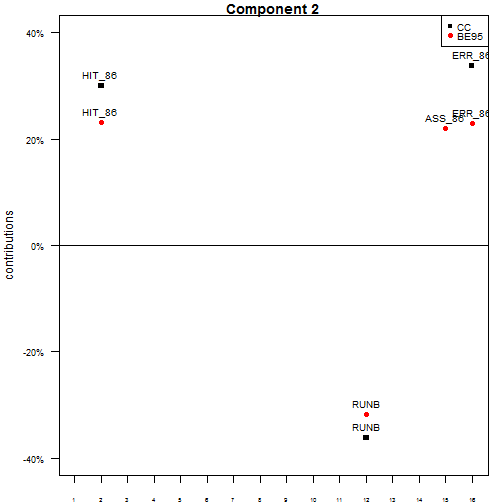 Component 2
CC
BE95
40%
20%
0%
-20%
-40%
contributions
ERR_86
HIT_86
HIT_86
ASS_86
ERR_86
RUNB
RUNB
1 2 3 4 5 6 7 8 9 10 11 12 13 14 15 16